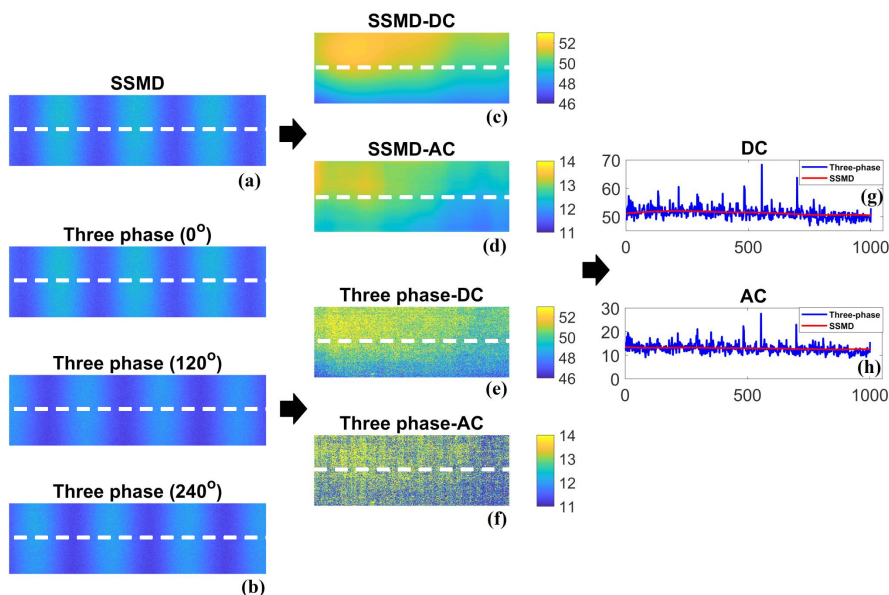 SSMD
(a)
Three phase (0°)
Three phase (120°)
Three phase (240°)
(b)
SSMD-DC
52
50
48
46
(c)
SSMD-AC
14
13
12
11
(d)
Three phase-DC
52
50
48
46
(e)
Three phase-AC
14
13
12
11
(f)
DC
70
60
50
0
500
1000
Three-phase
SSMD
(g)
AC
30
20
10
0
0
500
1000
Three-phase
SSMD
(h)